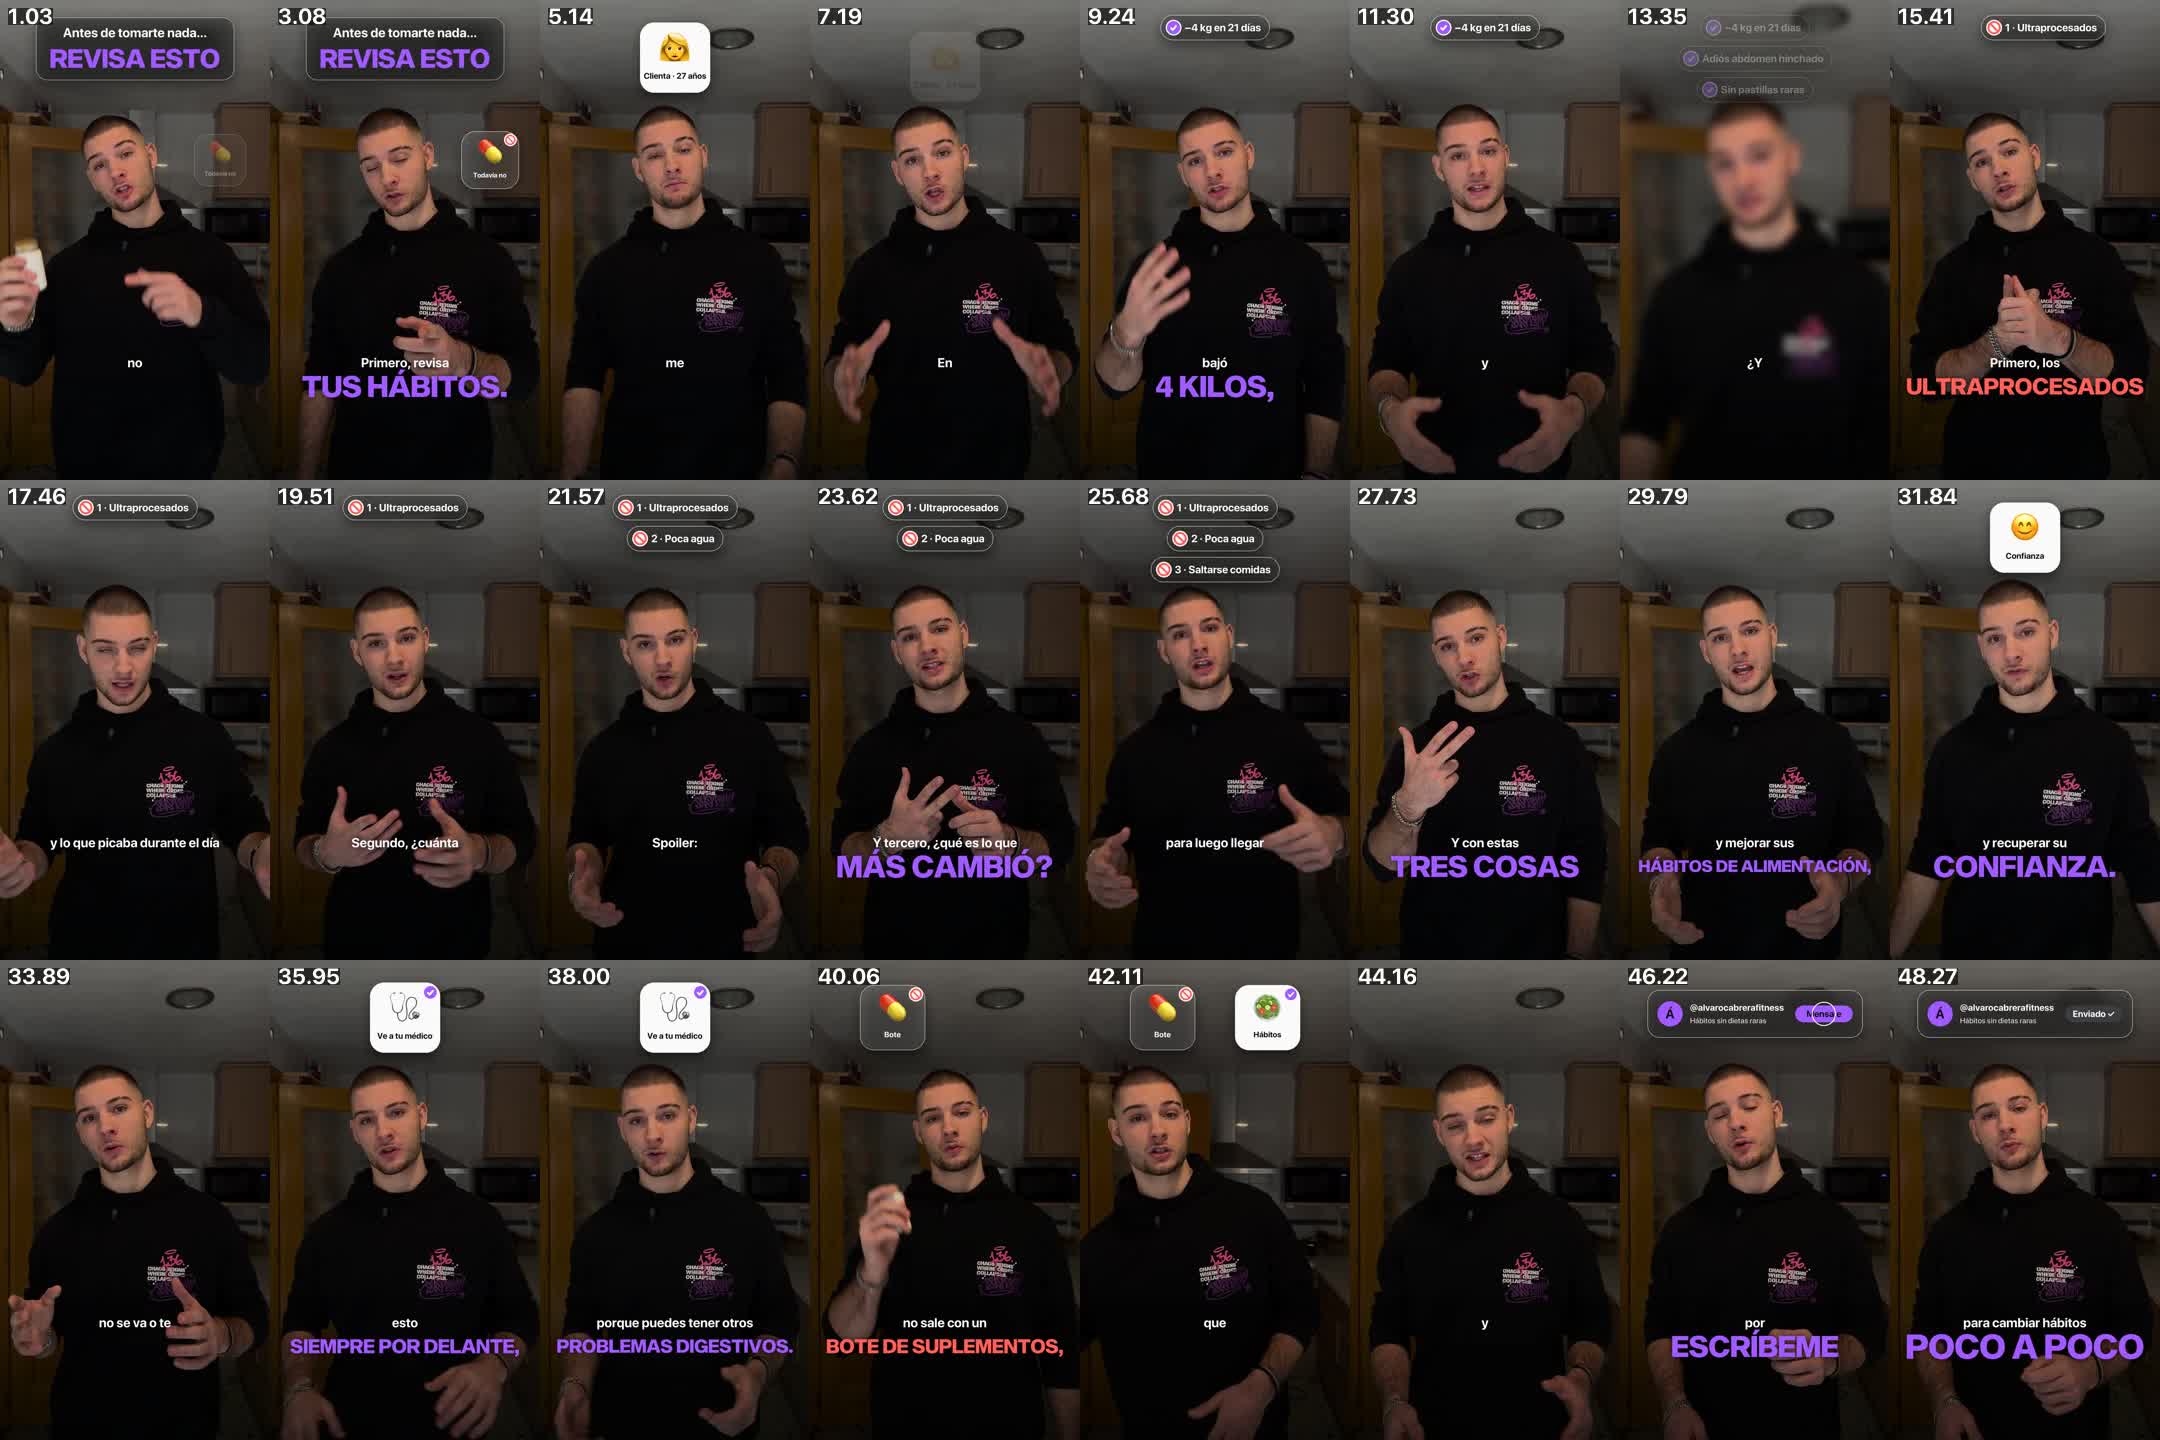 1.03
Antes de tomarte nada...
REVISA ESTO
Todavía no
no
3.08
Antes de tomarte nada...
REVISA ESTO
Todavía no
Primero, revisa
TUS HÁBITOS.
5.14
Clienta · 27 años
me
7.19
En
9.24
−4 kg en 21 días
bajó
4 KILOS,
11.30
−4 kg en 21 días
y
13.35
−4 kg en 21 días
Adiós abdomen hinchado
Sin pastillas raras
¿Y
15.41
1 · Ultraprocesados
Primero, los
ULTRAPROCESADOS
17.46
1 · Ultraprocesados
y lo que picaba durante el día
19.51
1 · Ultraprocesados
Segundo, ¿cuánta
21.57
1 · Ultraprocesados
2 · Poca agua
Spoiler:
23.62
1 · Ultraprocesados
2 · Poca agua
Y tercero, ¿qué es lo que
MÁS CAMBIÓ?
25.68
1 · Ultraprocesados
2 · Poca agua
3 · Saltarse comidas
para luego llegar
27.73
Y con estas
TRES COSAS
29.79
y mejorar sus
HÁBITOS DE ALIMENTACIÓN,
31.84
Confianza
y recuperar su
CONFIANZA.
33.89
no se va o te
35.95
Ve a tu médico
esto
SIEMPRE POR DELANTE,
38.00
Ve a tu médico
porque puedes tener otros
PROBLEMAS DIGESTIVOS.
40.06
Bote
no sale con un
BOTE DE SUPLEMENTOS,
42.11
Bote
Hábitos
que
44.16
y
46.22
Á
@alvarocabrerafitness
Hábitos sin dietas raras
Mensaje
por
ESCRÍBEME
48.27
Á
@alvarocabrerafitness
Hábitos sin dietas raras
Enviado
para cambiar hábitos
POCO A POCO